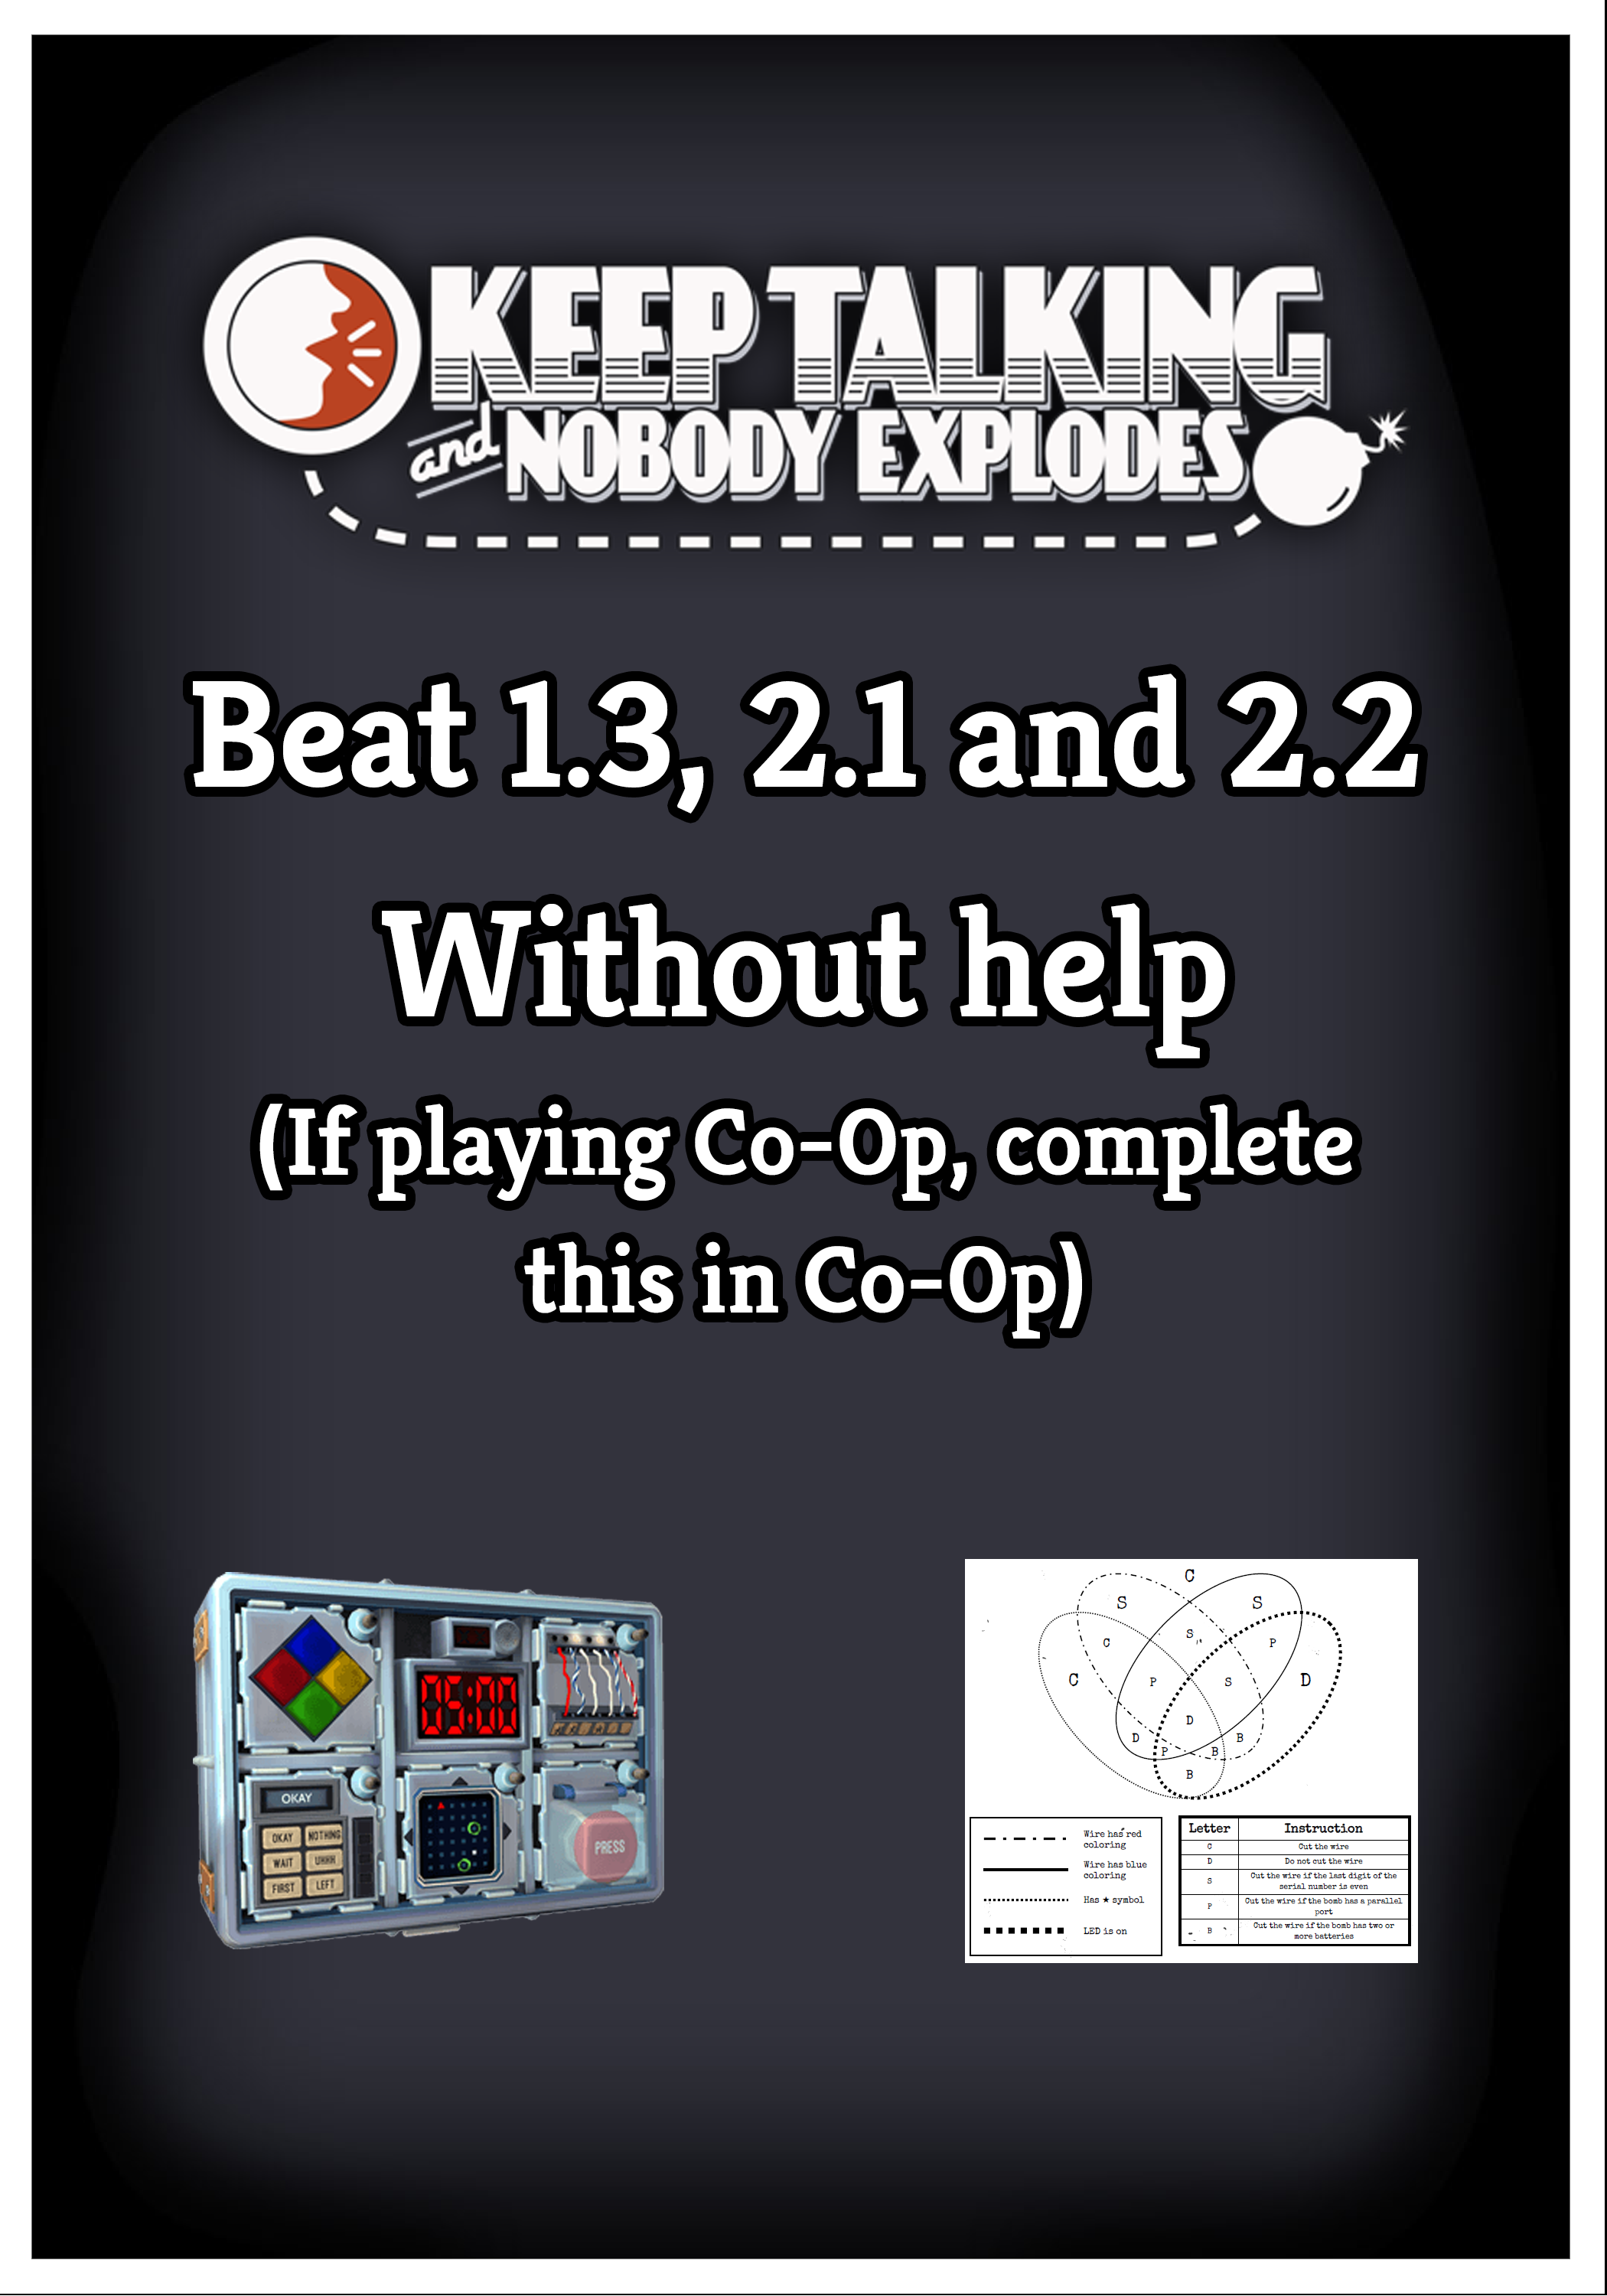 KEEP TALKING
and NOBODY EXPLODES
Beat 1.3, 2.1 and 2.2
Without help
(If playing Co-Op, complete
this in Co-Op)
05:00
OKAY
OKAY NOTHING
WAIT UHHH
FIRST LEFT
PRESS
C
S S
S
C P
C P S D
D
D B
P B
B
Wire has red
coloring
Wire has blue
coloring
Has ★ symbol
LED is on
Letter Instruction
C Cut the wire
D Do not cut the wire
S Cut the wire if the last digit of the
serial number is even
P Cut the wire if the bomb has a parallel
port
B Cut the wire if the bomb has two or
more batteries